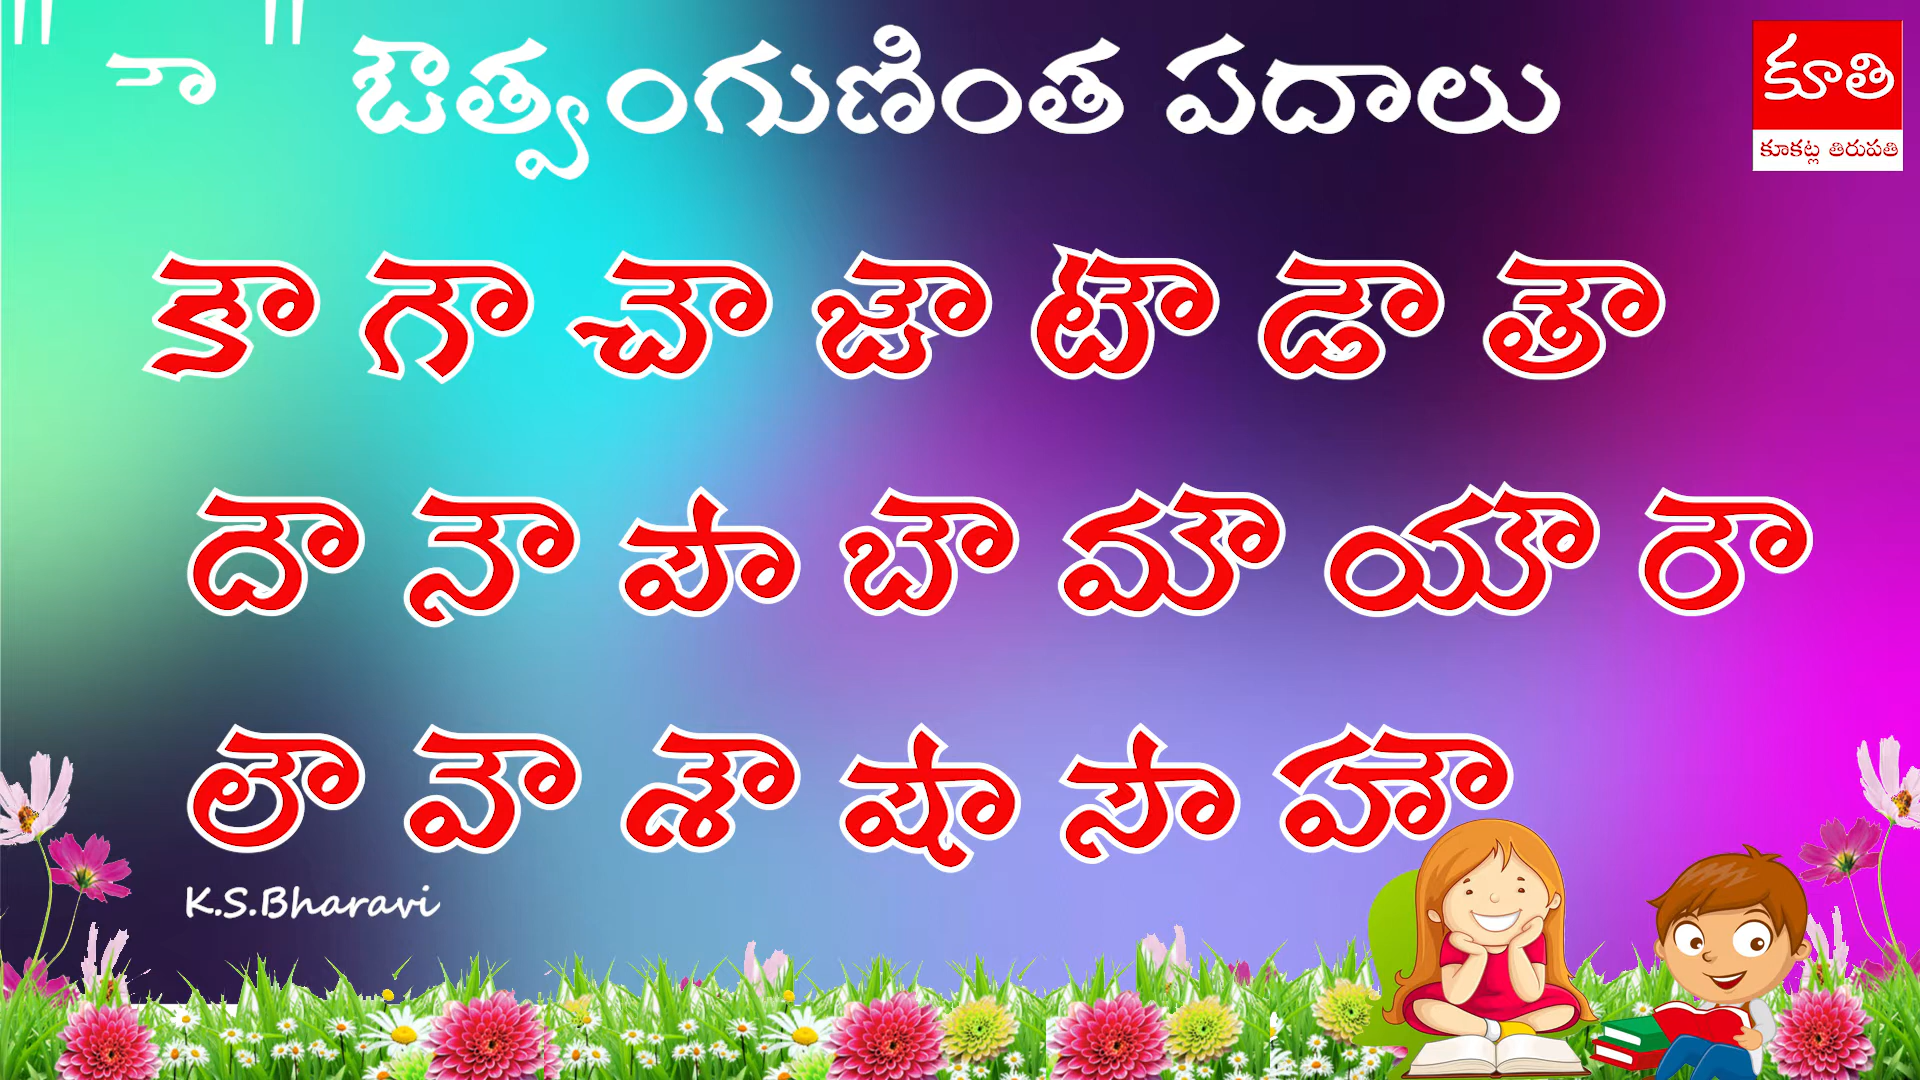 " ౌ " ఔత్వంగుణింత పదాలు
కూతి
కూకట్ల తిరుపతి
కౌ గౌ చౌ జౌ టౌ డౌ తౌ
దౌ నౌ పౌ బౌ మౌ యౌ రౌ
లౌ వౌ శౌ షౌ సౌ హౌ
K.S.Bharavi